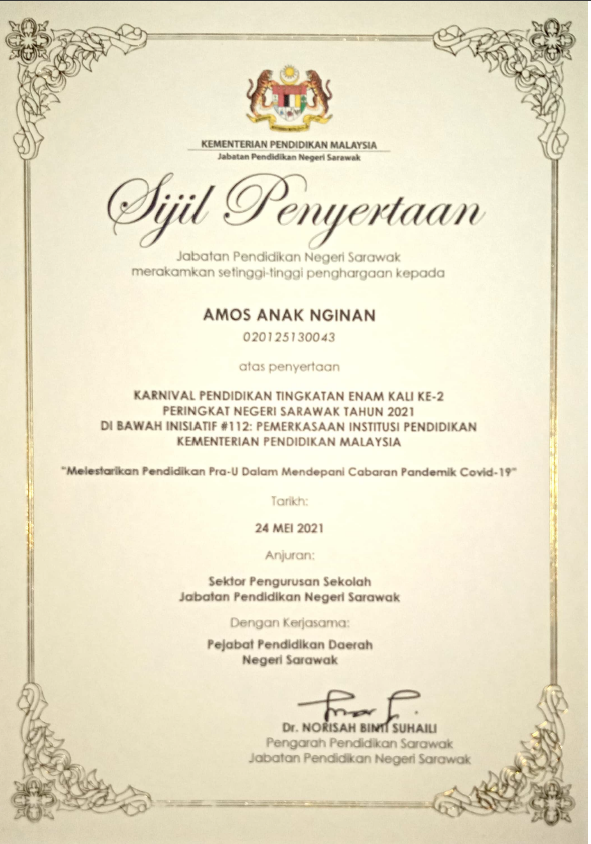 KEMENTERIAN PENDIDIKAN MALAYSIA
Jabatan Pendidikan Negeri Sarawak
Sijil Penyertaan
Jabatan Pendidikan Negeri Sarawak
merakamkan setinggi-tinggi penghargaan kepada
AMOS ANAK NGINAN
020125130043
atas penyertaan
KARNIVAL PENDIDIKAN TINGKATAN ENAM KALI KE-2
PERINGKAT NEGERI SARAWAK TAHUN 2021
DI BAWAH INISIATIF #112: PEMERKASAAN INSTITUSI PENDIDIKAN
KEMENTERIAN PENDIDIKAN MALAYSIA
"Melestarikan Pendidikan Pra-U Dalam Mendepani Cabaran Pandemik Covid-19"
Tarikh:
24 MEI 2021
Anjuran:
Sektor Pengurusan Sekolah
Jabatan Pendidikan Negeri Sarawak
Dengan Kerjasama:
Pejabat Pendidikan Daerah
Negeri Sarawak
Dr. NORISAH BINTI SUHAILI
Pengarah Pendidikan Sarawak
Jabatan Pendidikan Negeri Sarawak